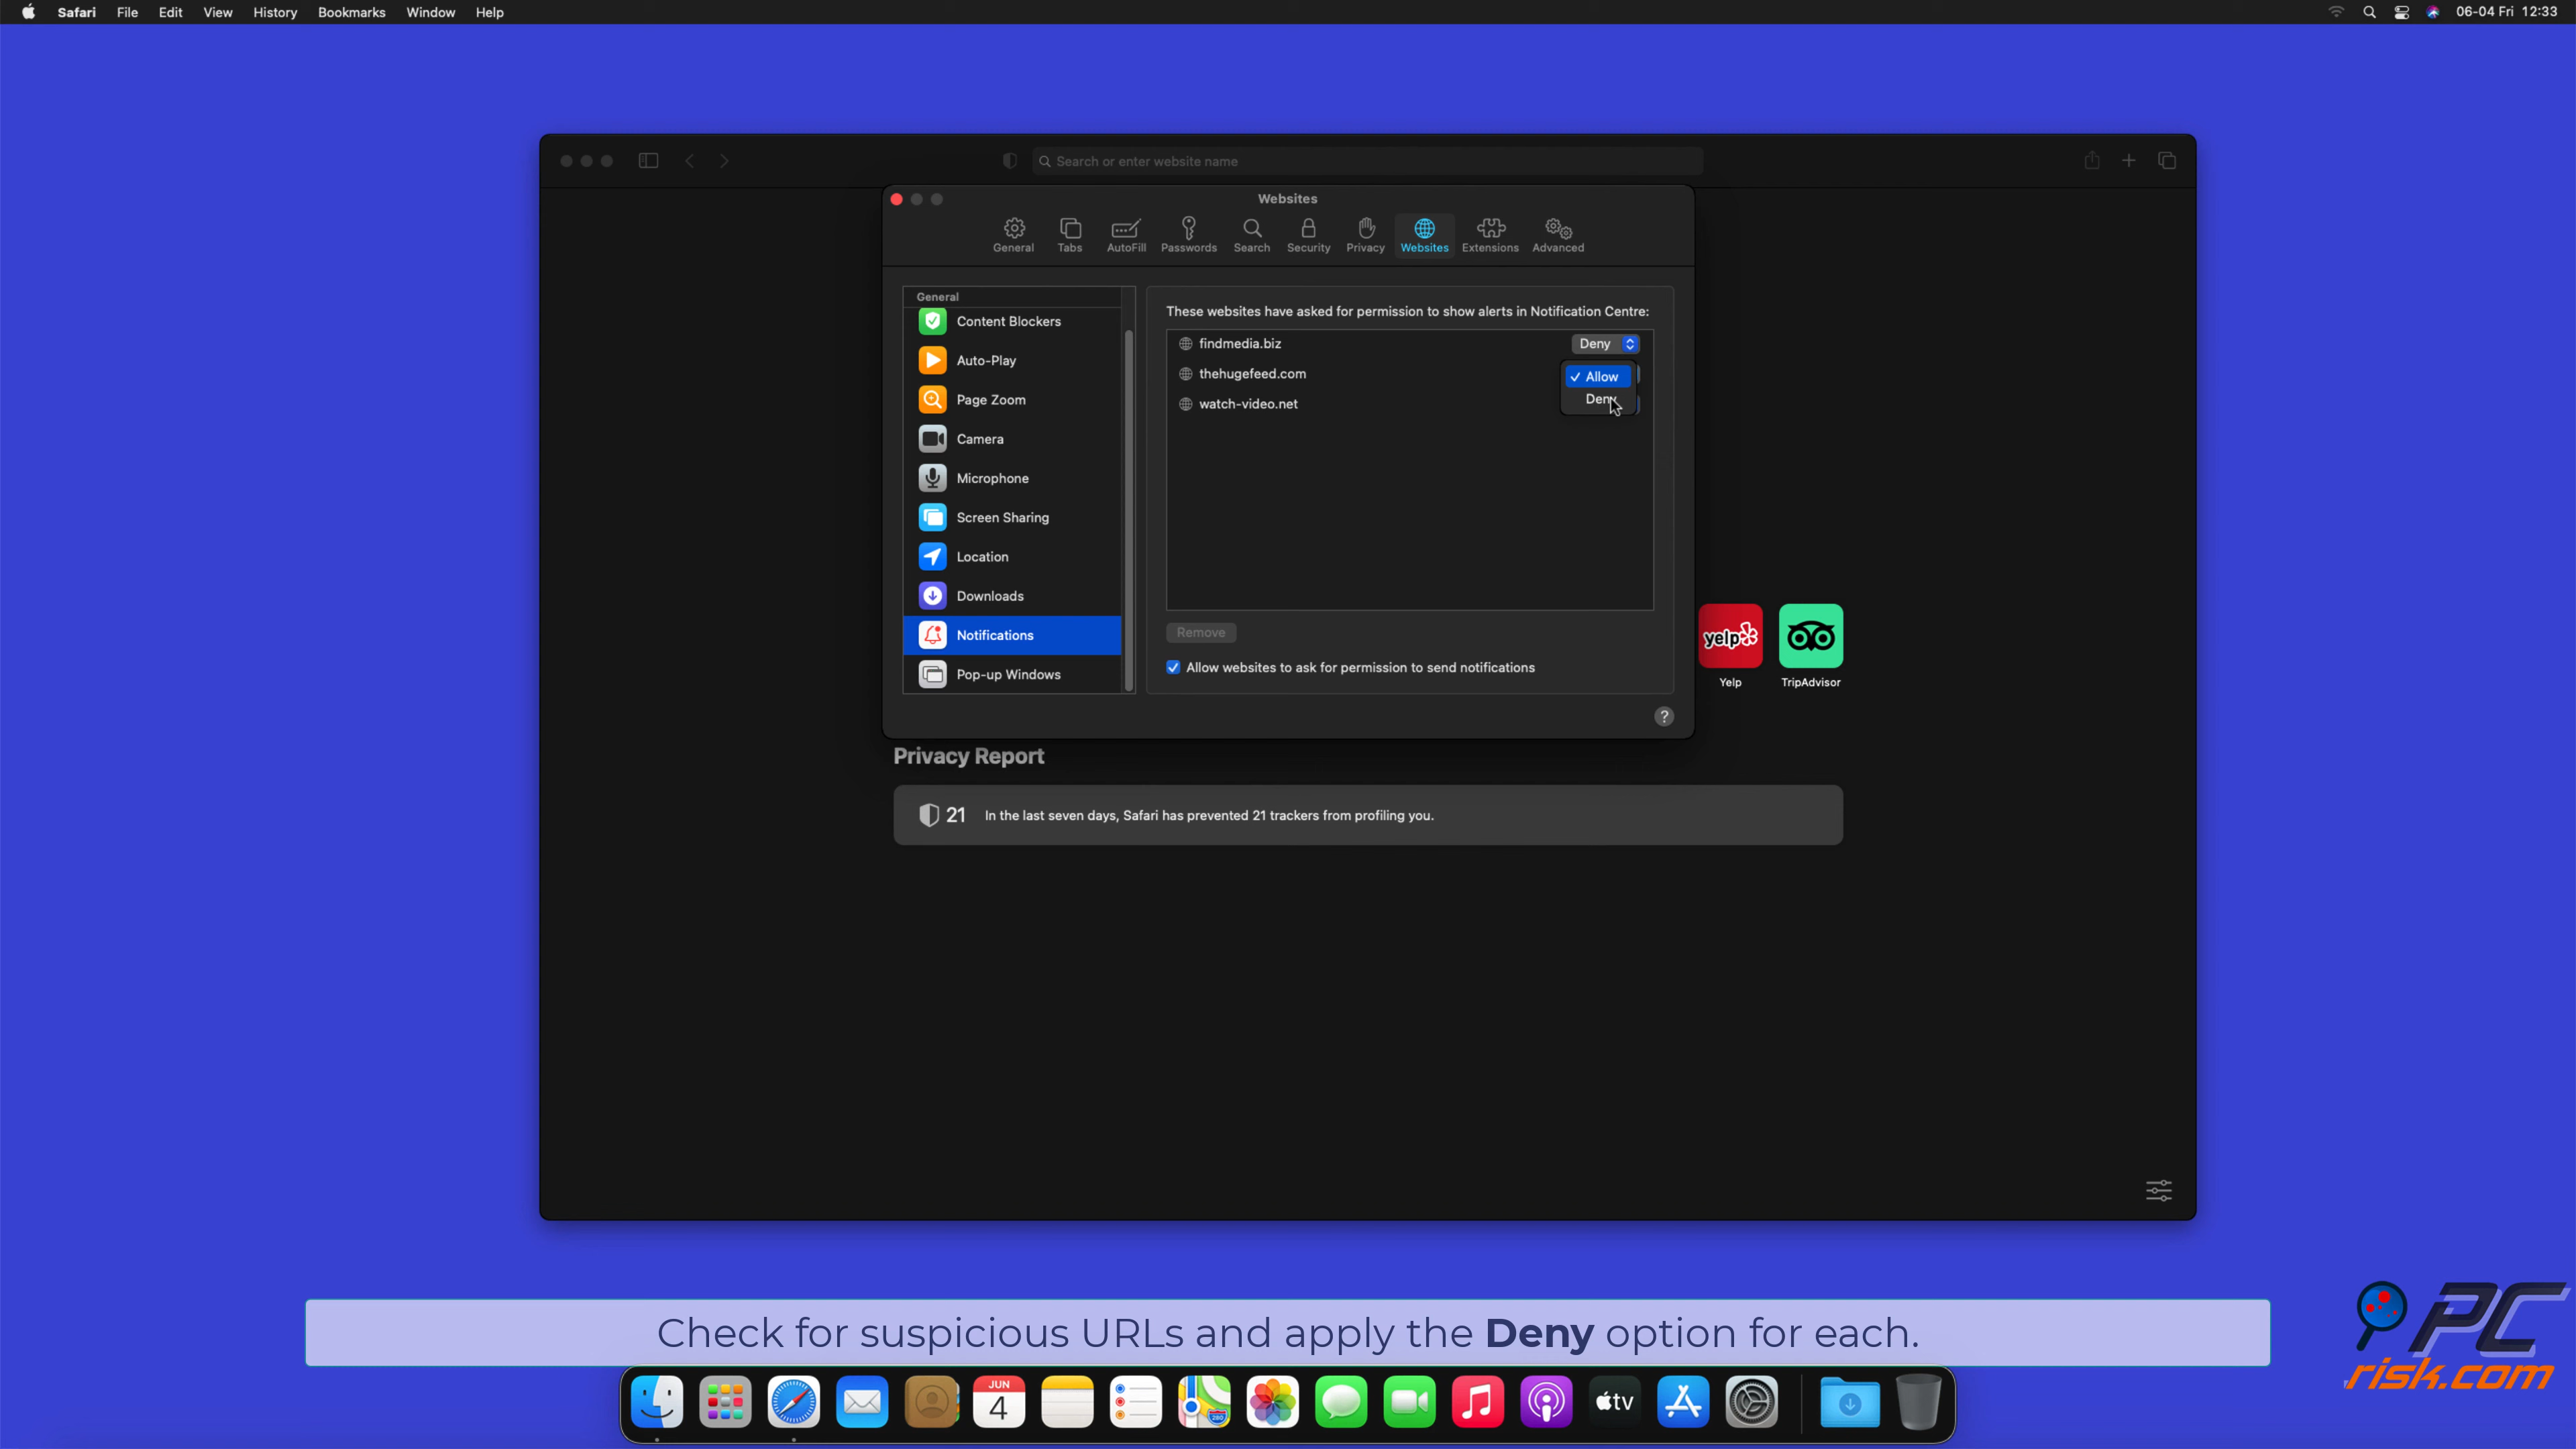 Safari File Edit View History Bookmarks Window Help
06-04 Fri 12:33
Search or enter website name
Websites
General Tabs AutoFill Passwords Search Security Privacy Websites Extensions Advanced
General
Content Blockers
Auto-Play
Page Zoom
Camera
Microphone
Screen Sharing
Location
Downloads
Notifications
Pop-up Windows
These websites have asked for permission to show alerts in Notification Centre:
findmedia.biz Deny
thehugefeed.com
✓ Allow
watch-video.net
Deny
Remove
Allow websites to ask for permission to send notifications
?
yelp
Yelp
TripAdvisor
Privacy Report
21 In the last seven days, Safari has prevented 21 trackers from profiling you.
Check for suspicious URLs and apply the Deny option for each.
PC
risk.com
JUN
4
280
tv